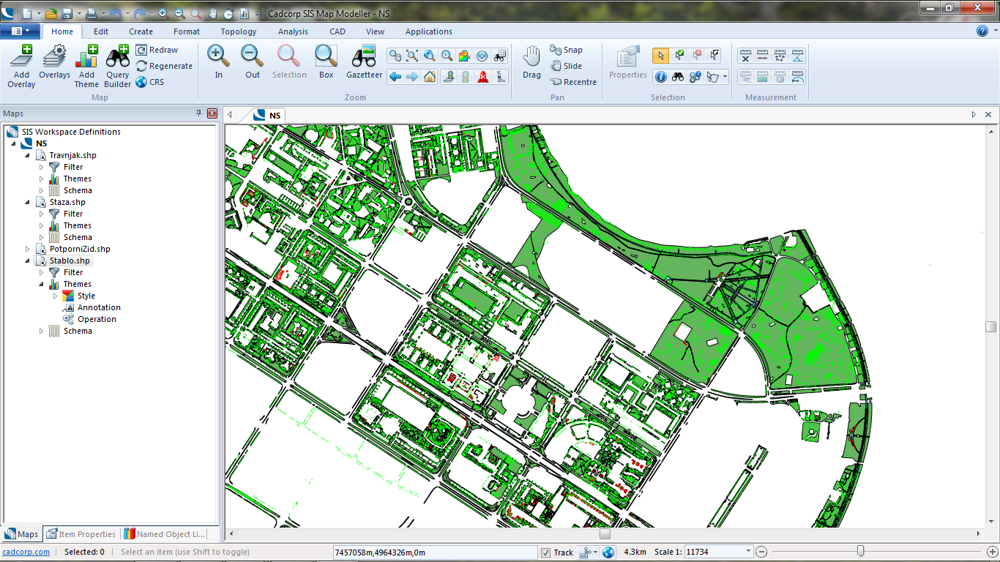 Cadcorp SIS Map Modeller - NS
Home Edit Create Format Topology Analysis CAD View Applications
Add Overlay
Overlays
Add Theme
Query Builder
Redraw
Regenerate
CRS
Map
In
Out
Selection
Box
Gazetteer
Zoom
Drag
Snap
Slide
Recentre
Pan
Properties
Selection
Measurement
Maps
NS
SIS Workspace Definitions
NS
Travnjak.shp
Filter
Themes
Schema
Staza.shp
Filter
Themes
Schema
PotporniZid.shp
Stablo.shp
Filter
Themes
Style
Annotation
Operation
Schema
Maps Item Properties Named Object Li...
cadcorp.com Selected: 0 Select an item (use Shift to toggle) 7457058m,4964326m,0m Track 4.3km Scale 1: 11734